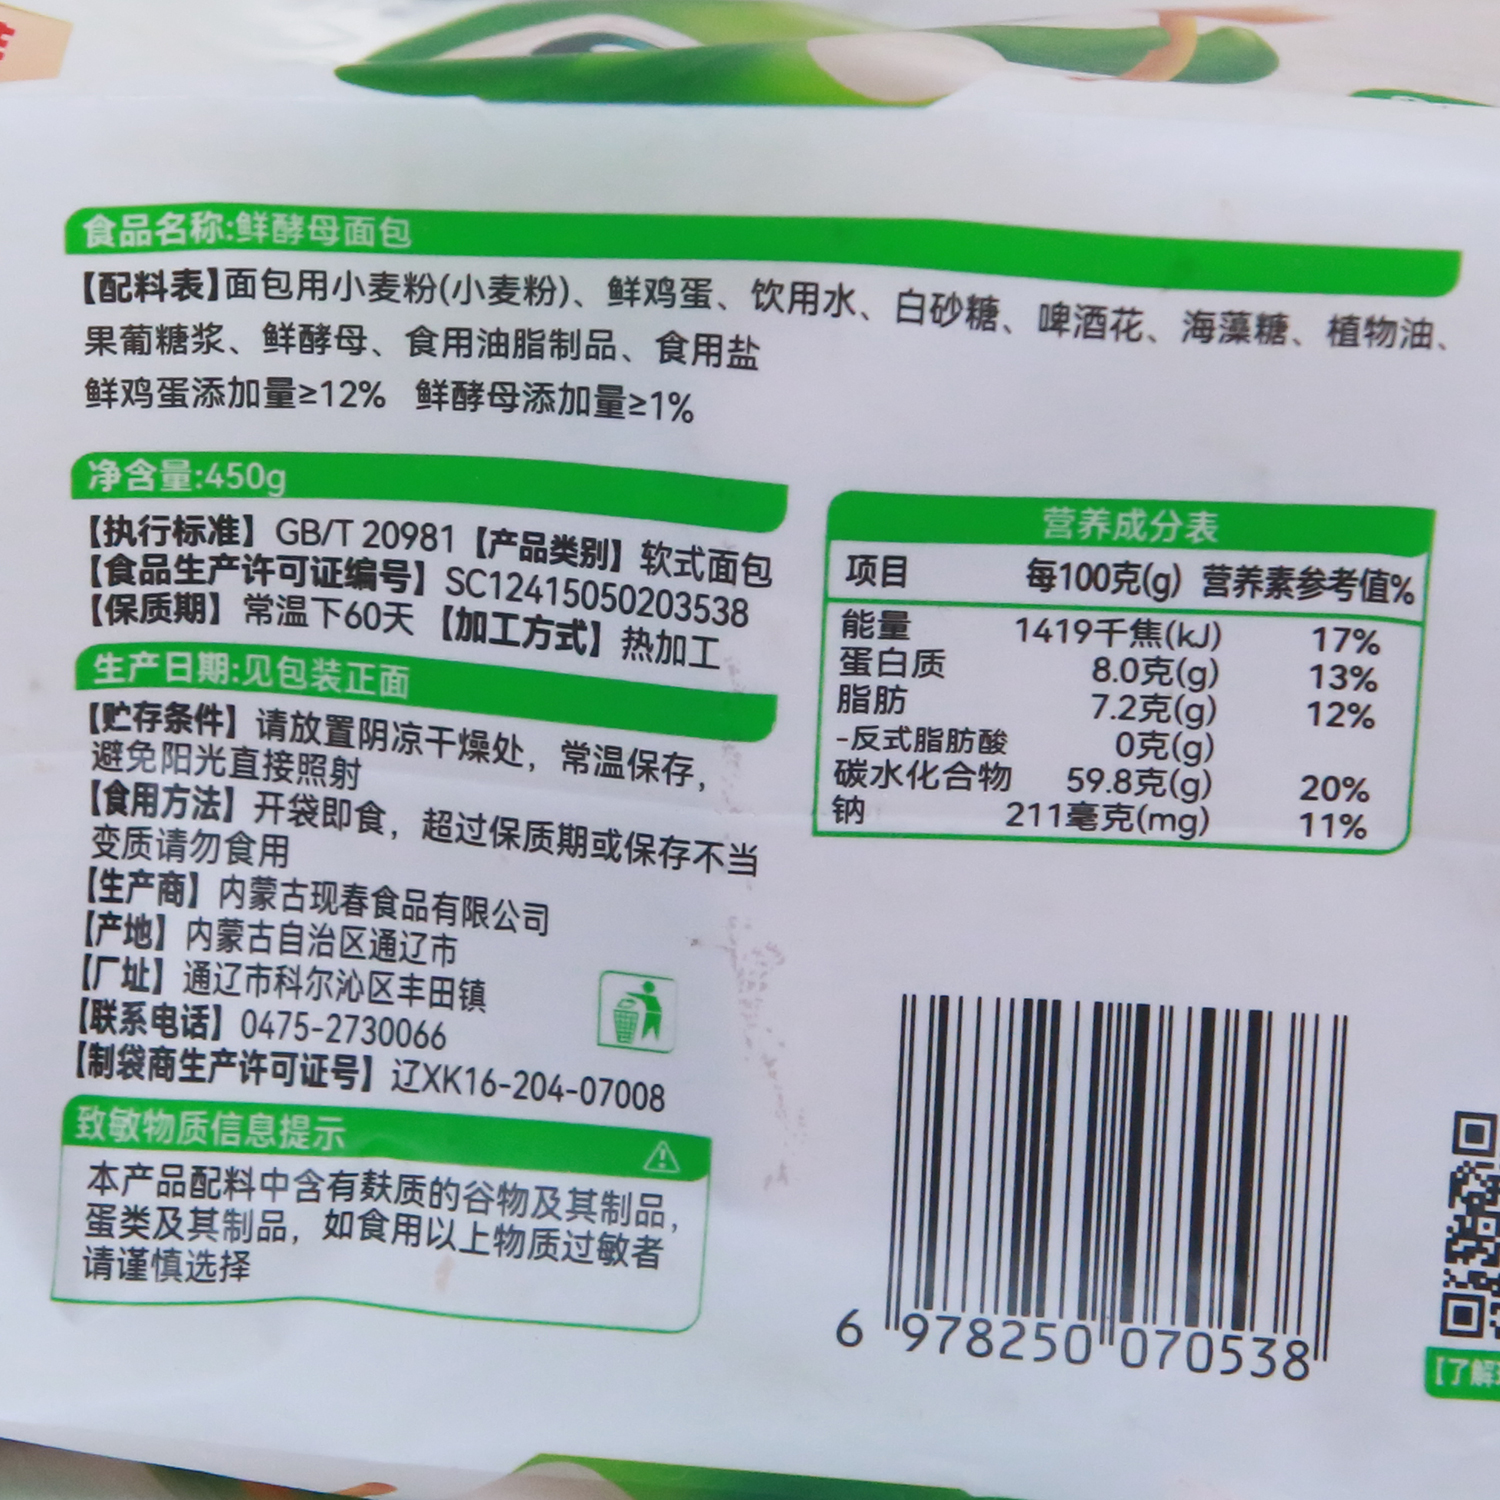 食品名称:鲜酵母面包
【配料表】面包用小麦粉(小麦粉)、鲜鸡蛋、饮用水、白砂糖、啤酒花、海藻糖、植物油、
果葡糖浆、鲜酵母、食用油脂制品、食用盐
鲜鸡蛋添加量≥12% 鲜酵母添加量≥1%
净含量:450g
【执行标准】GB/T 20981【产品类别】软式面包
【食品生产许可证编号】SC12415050203538
【保质期】常温下60天【加工方式】热加工
生产日期:见包装正面
【贮存条件】请放置阴凉干燥处，常温保存，
避免阳光直接照射
【食用方法】开袋即食，超过保质期或保存不当
变质请勿食用
【生产商】内蒙古现春食品有限公司
【产地】内蒙古自治区通辽市
【厂址】通辽市科尔沁区丰田镇
【联系电话】0475-2730066
【制袋商生产许可证号】辽XK16-204-07008
致敏物质信息提示
本产品配料中含有麸质的谷物及其制品，
蛋类及其制品，如食用以上物质过敏者
请谨慎选择
营养成分表
项目 每100克(g) 营养素参考值%
能量 1419千焦(kJ) 17%
蛋白质 8.0克(g) 13%
脂肪 7.2克(g) 12%
-反式脂肪酸 0克(g)
碳水化合物 59.8克(g) 20%
钠 211毫克(mg) 11%
6 978250 070538
【了解